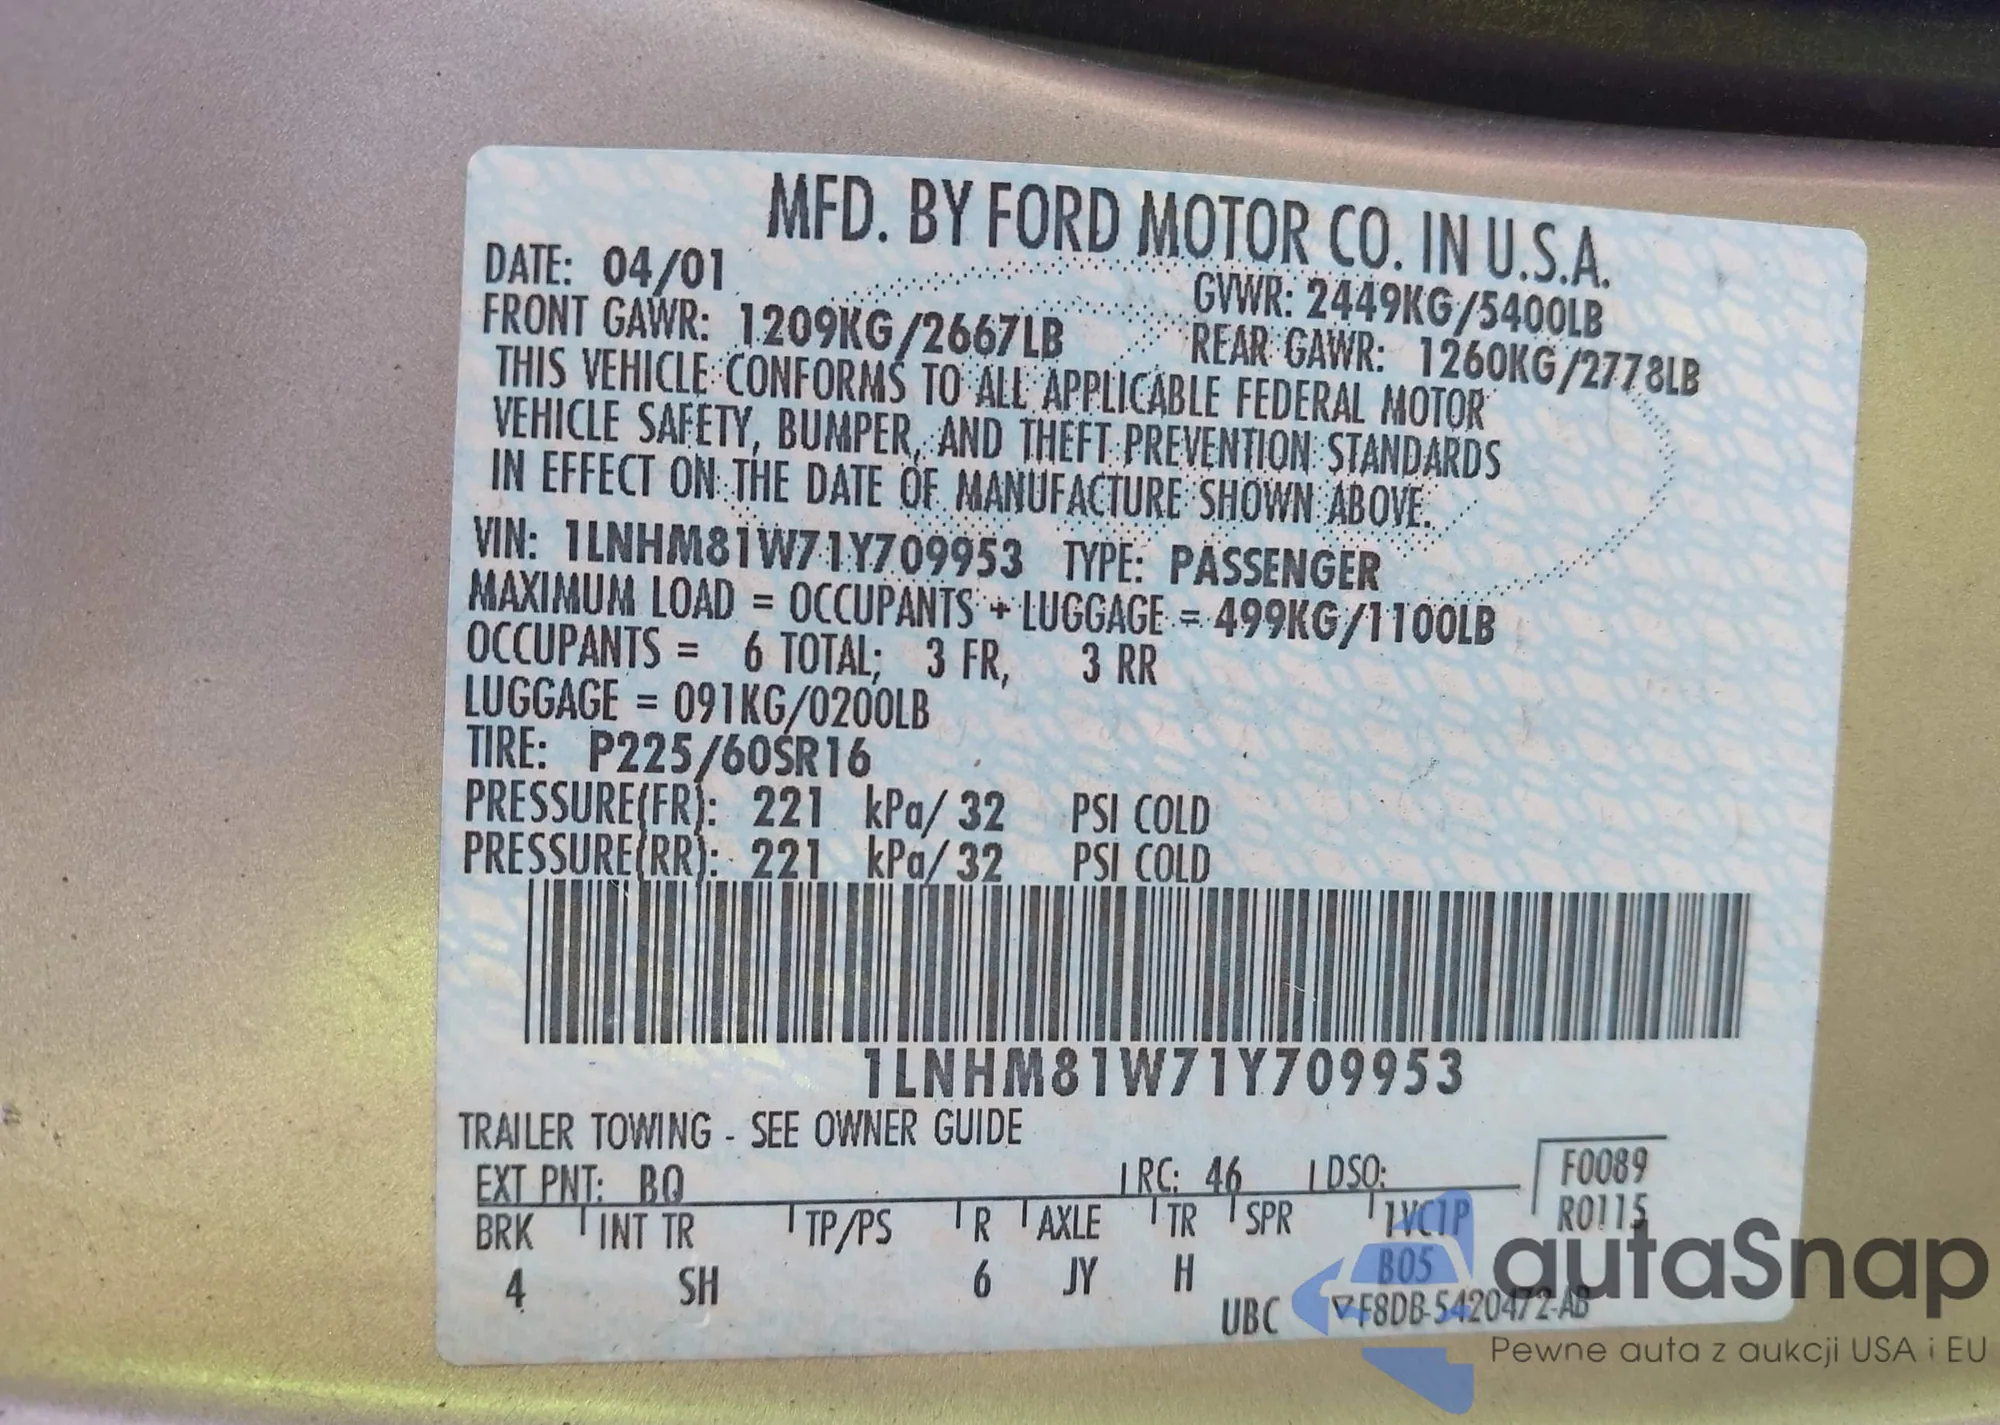 MFD. BY FORD MOTOR CO. IN U.S.A.
DATE: 04/01 GVWR: 2449KG/5400LB
FRONT GAWR: 1209KG/2667LB REAR GAWR: 1260KG/2778LB
THIS VEHICLE CONFORMS TO ALL APPLICABLE FEDERAL MOTOR
VEHICLE SAFETY, BUMPER, AND THEFT PREVENTION STANDARDS
IN EFFECT ON THE DATE OF MANUFACTURE SHOWN ABOVE.
VIN: 1LNHM81W71Y709953 TYPE: PASSENGER
MAXIMUM LOAD = OCCUPANTS + LUGGAGE = 499KG/1100LB
OCCUPANTS = 6 TOTAL; 3 FR, 3 RR
LUGGAGE = 091KG/0200LB
TIRE: P225/60SR16
PRESSURE(FR): 221 kPa/ 32 PSI COLD
PRESSURE(RR): 221 kPa/ 32 PSI COLD
1LNHM81W71Y709953
TRAILER TOWING - SEE OWNER GUIDE
EXT PNT: BQ RC: 46 DSO: F0089
R0115
BRK INT TR TP/PS R AXLE TR SPR 1VC1P
4 SH 6 JY H B05
UBC F8DB-5420472-AB
autaSnap
Pewne auta z aukcji USA i EU